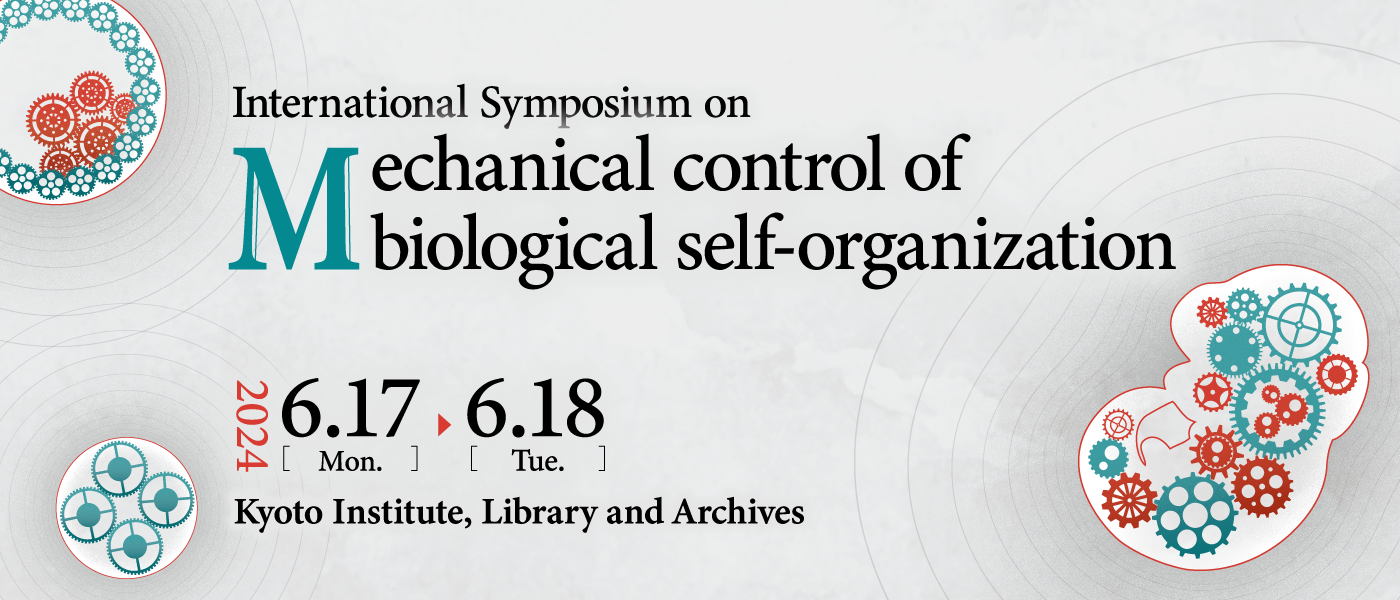 International Symposium on
Mechanical control of
biological self-organization
2024 6.17 ▶ 6.18
[ Mon. ] [ Tue. ]
Kyoto Institute, Library and Archives